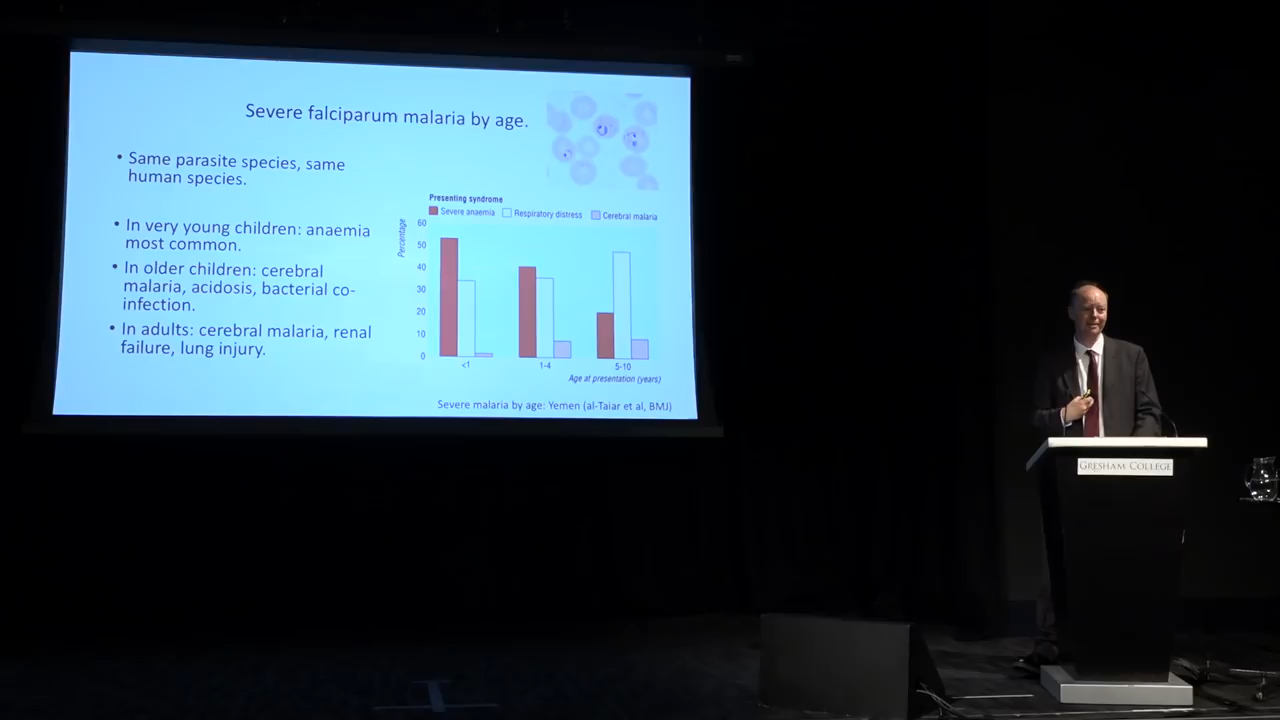 Severe falciparum malaria by age.
• Same parasite species, same
human species.
• In very young children: anaemia
most common.
• In older children: cerebral
malaria, acidosis, bacterial co-
infection.
• In adults: cerebral malaria, renal
failure, lung injury.
Presenting syndrome
Severe anaemia Respiratory distress Cerebral malaria
Percentage
60
50
40
30
20
10
0
<1 1-4 5-10
Age at presentation (years)
Severe malaria by age: Yemen (al-Taiar et al, BMJ)
GRESHAM COLLEGE